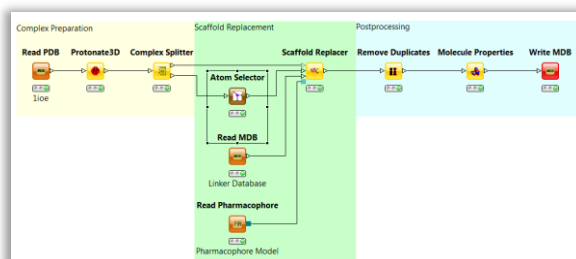 Complex Preparation
Scaffold Replacement
Postprocessing
Read PDB
Protonate3D
Complex Splitter
Scaffold Replacer
Remove Duplicates
Molecule Properties
Write MDB
1ioe
Atom Selector
Read MDB
Linker Database
Read Pharmacophore
Pharmacophore Model